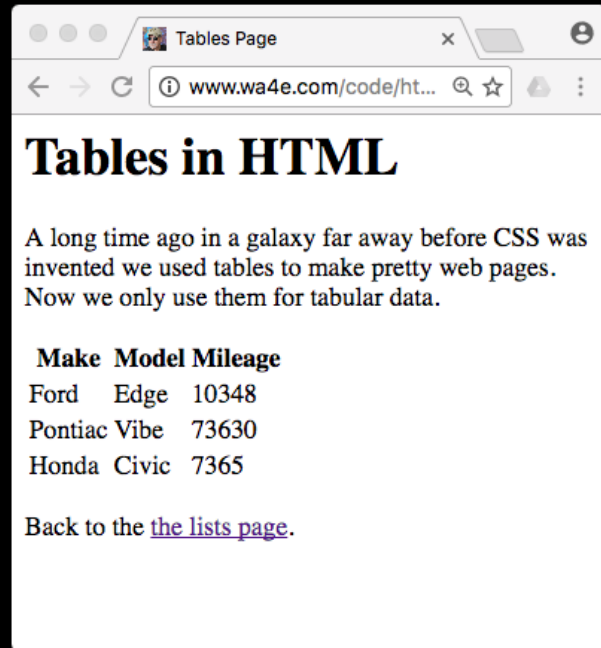 Tables Page
www.wa4e.com/code/ht...
Tables in HTML
A long time ago in a galaxy far away before CSS was
invented we used tables to make pretty web pages.
Now we only use them for tabular data.
Make Model Mileage
Ford Edge 10348
Pontiac Vibe 73630
Honda Civic 7365
Back to the the lists page.